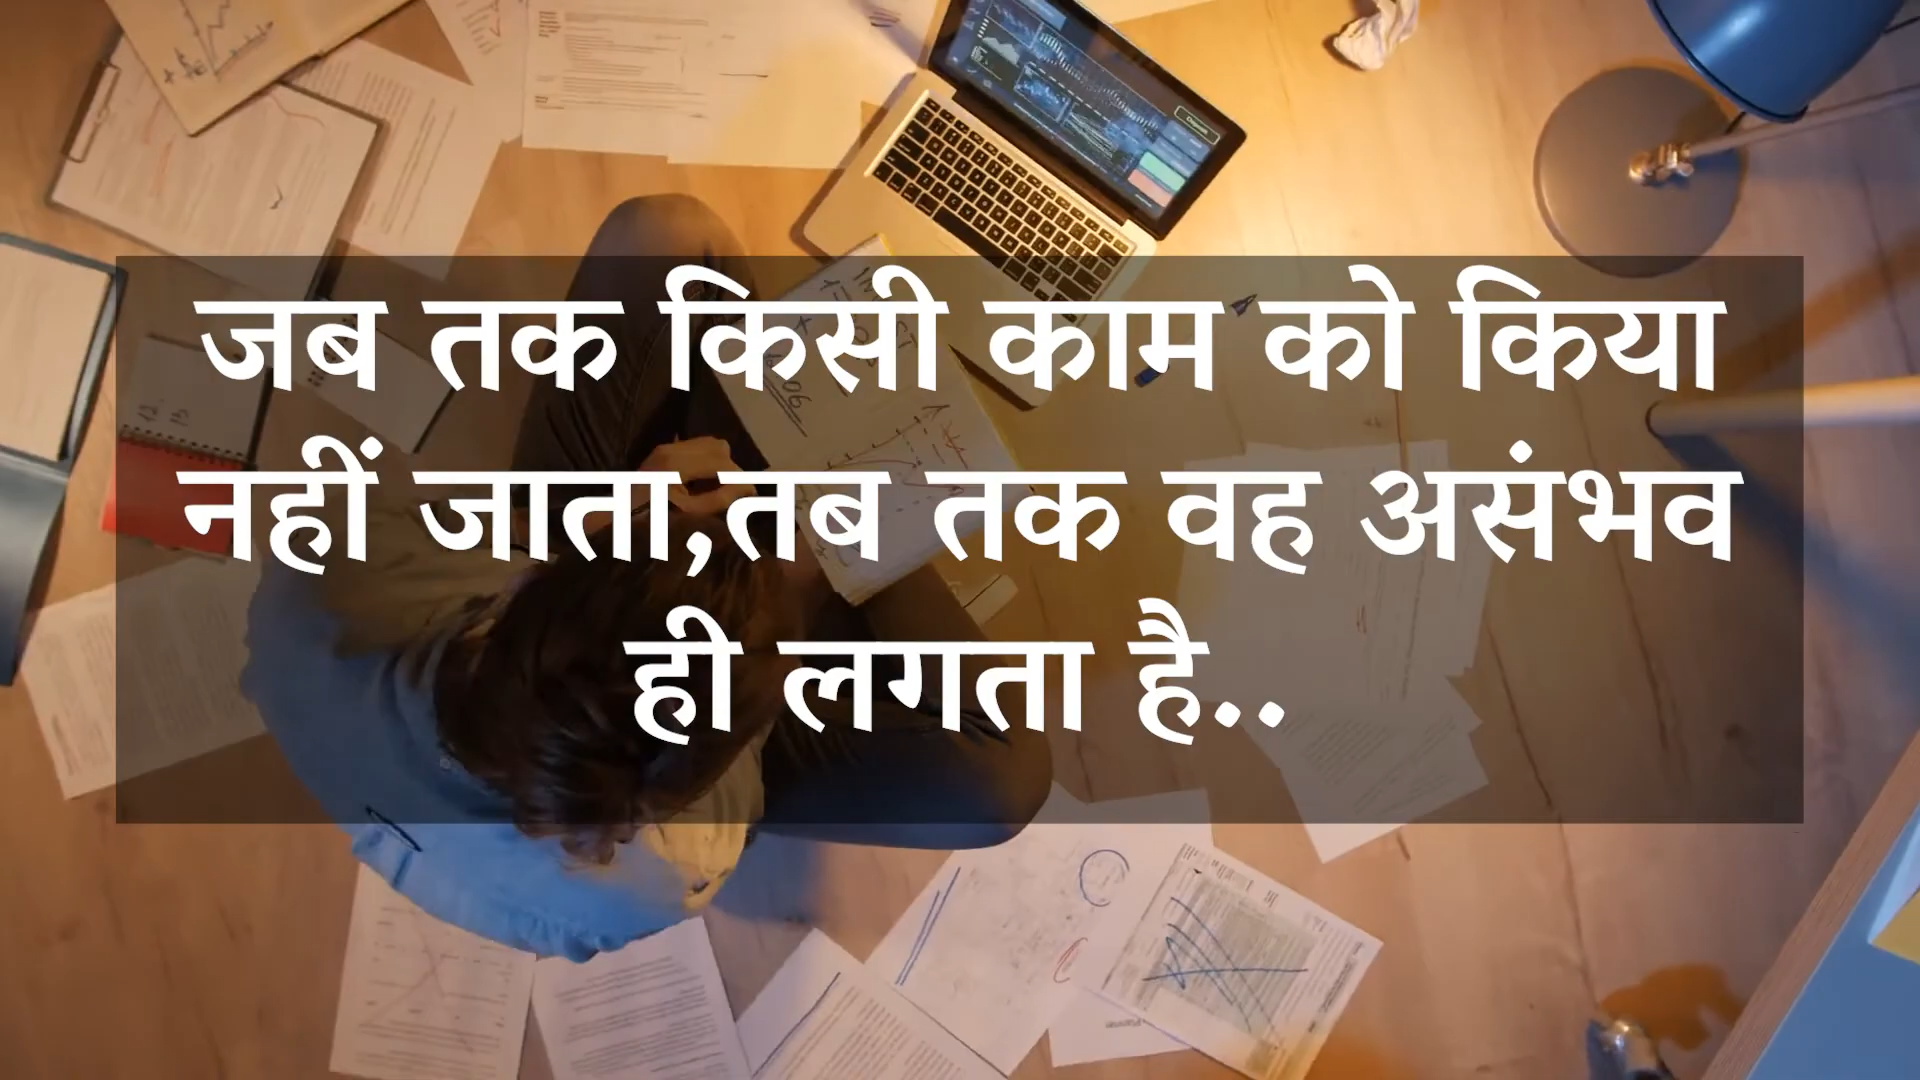 जब तक किसी काम को किया
नहीं जाता,तब तक वह असंभव
ही लगता है..